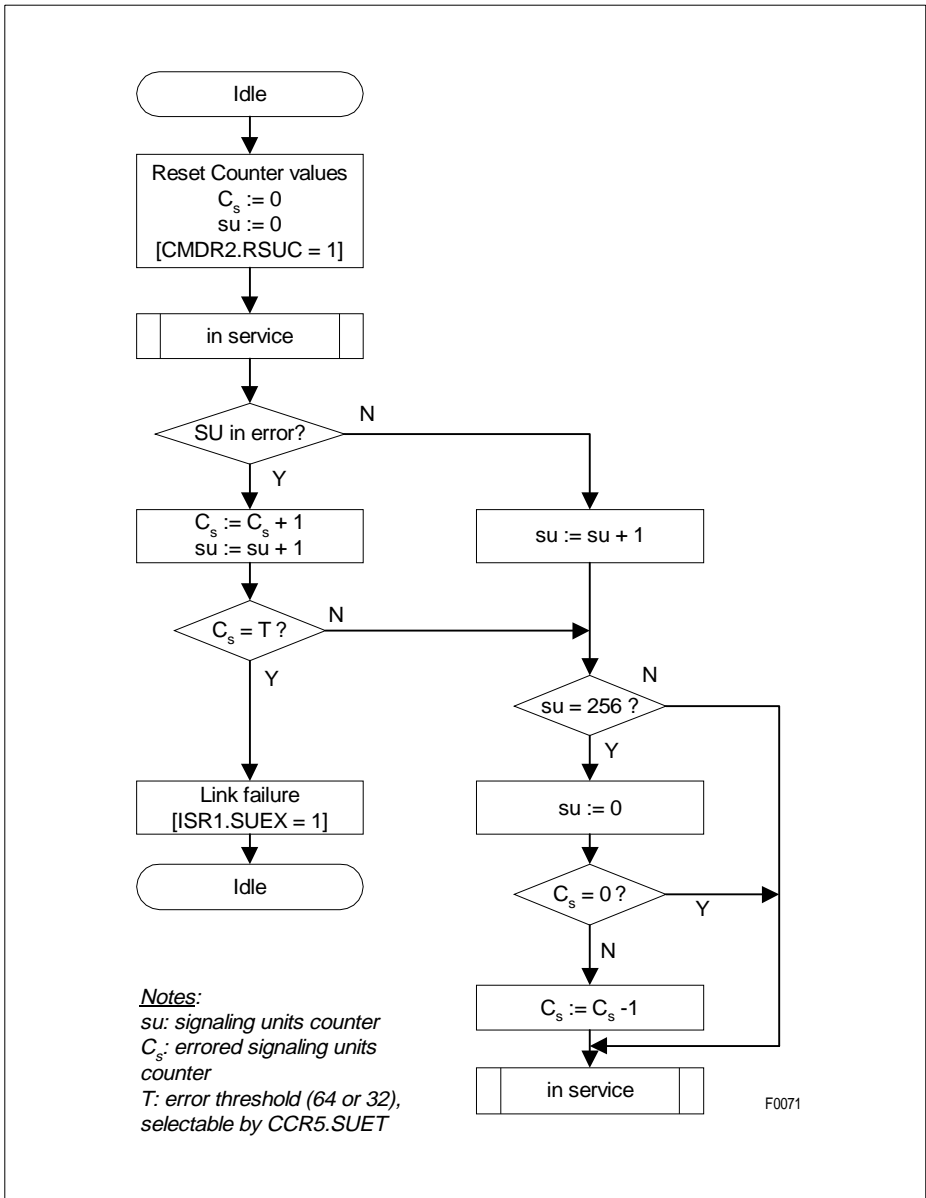 Idle
Reset Counter values
Cs := 0
su := 0
[CMDR2.RSUC = 1]
in service
SU in error?
N
Y
Cs := Cs + 1
su := su + 1
su := su + 1
Cs = T ?
N
Y
su = 256 ?
N
Y
Link failure
[ISR1.SUEX = 1]
su := 0
Idle
Cs = 0 ?
Y
N
Cs := Cs -1
in service
Notes:
su: signaling units counter
Cs: errored signaling units
counter
T: error threshold (64 or 32),
selectable by CCR5.SUET
F0071